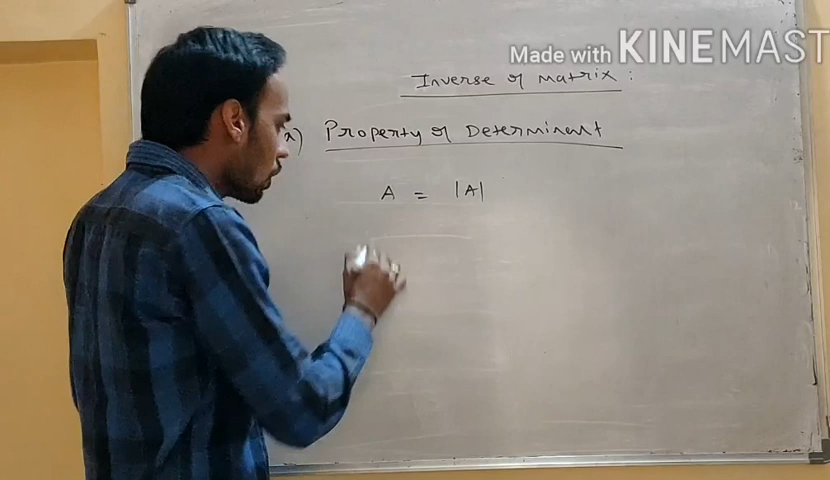 Made with KINEMAST
Inverse of Matrix :
Property of Determinant
A = |A|